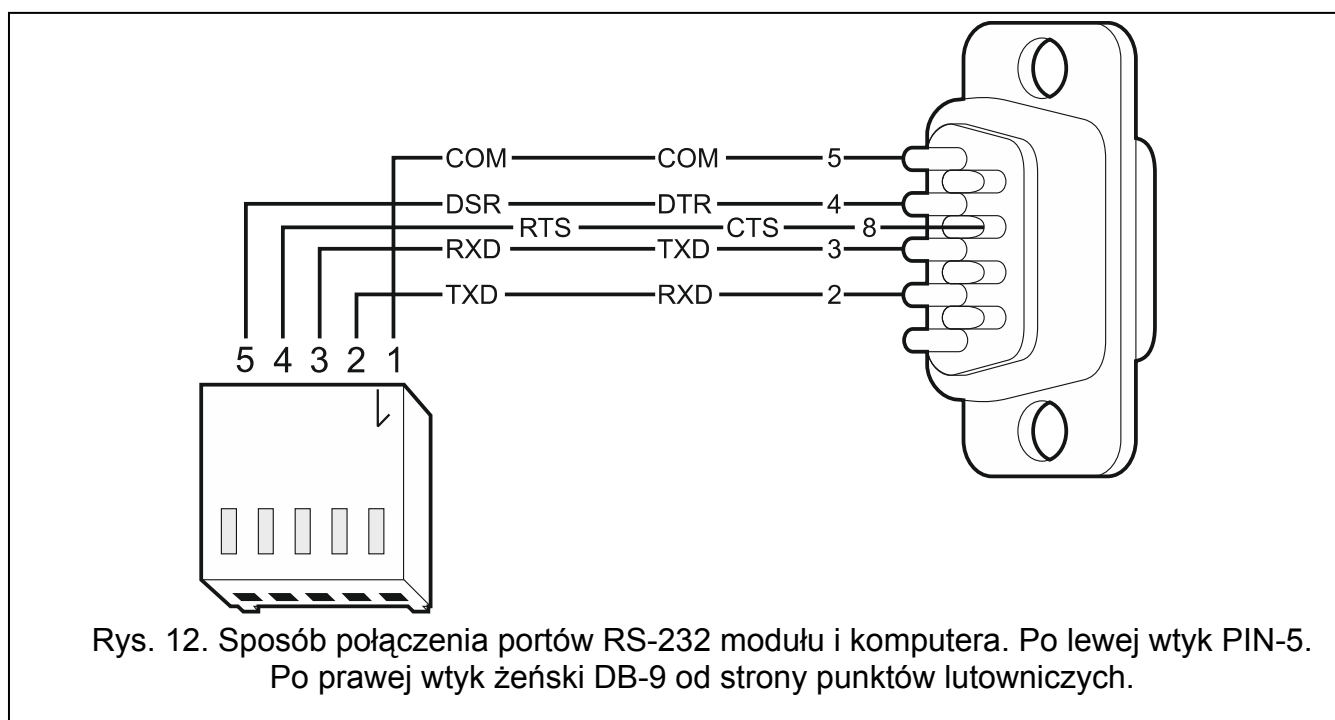 COM COM 5
DSR DTR 4
RTS CTS 8
RXD TXD 3
TXD RXD 2
5 4 3 2 1
Rys. 12. Sposób połączenia portów RS-232 modułu i komputera. Po lewej wtyk PIN-5.
Po prawej wtyk żeński DB-9 od strony punktów lutowniczych.